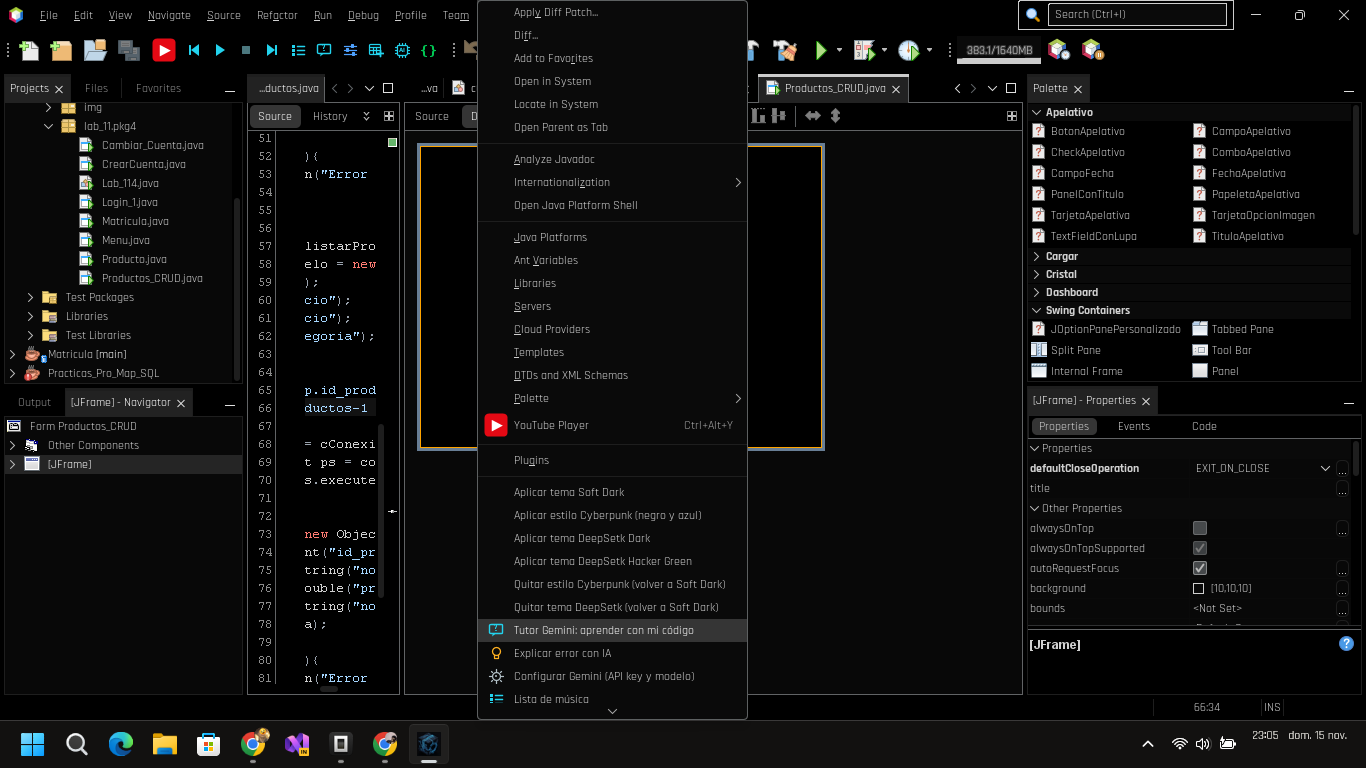 File Edit View Navigate Source Refactor Run Debug Profile Team
Search (Ctrl+I)
383.1/1640MB
Projects
Files
Favorites
img
lab_11.pkg4
Cambiar_Cuenta.java
CrearCuenta.java
Lab_114.java
Login_1.java
Matricula.java
Menu.java
Producto.java
Productos_CRUD.java
Test Packages
Libraries
Test Libraries
Matricula [main]
Practicas_Pro_Map_SQL
Output
[JFrame] - Navigator
Form Productos_CRUD
Other Components
[JFrame]
...ductos.java
Source
History
51
52 ){
53 n("Error
54
55
56
57 listarPro
58 elo = new
59 );
60 cio");
61 cio");
62 egoria");
63
64
65 p.id_prod
66 ductos-1
67
68 = cConexi
69 t ps = co
70 s.execute
71
72
73 new Objec
74 nt("id_pr
75 tring("no
76 ouble("pr
77 tring("no
78 a);
79
80 ){
81 n("Error
...va
Productos_CRUD.java
Source
Apply Diff Patch...
Diff...
Add to Favorites
Open in System
Locate in System
Open Parent as Tab
Analyze Javadoc
Internationalization
Open Java Platform Shell
Java Platforms
Ant Variables
Libraries
Servers
Cloud Providers
Templates
DTDs and XML Schemas
Palette
YouTube Player Ctrl+Alt+Y
Plugins
Aplicar tema Soft Dark
Aplicar estilo Cyberpunk (negro y azul)
Aplicar tema DeepSetk Dark
Aplicar tema DeepSetk Hacker Green
Quitar estilo Cyberpunk (volver a Soft Dark)
Quitar tema DeepSetk (volver a Soft Dark)
Tutor Gemini: aprender con mi código
Explicar error con IA
Configurar Gemini (API key y modelo)
Lista de música
Palette
Apelativo
BotonApelativo CampoApelativo
CheckApelativo ComboApelativo
CampoFecha FechaApelativa
PanelConTitulo PapeletaApelativa
TarjetaApelativa TarjetaOpcionImagen
TextFieldConLupa TituloApelativo
Cargar
Cristal
Dashboard
Swing Containers
JOptionPanePersonalizado Tabbed Pane
Split Pane Tool Bar
Internal Frame Panel
[JFrame] - Properties
Properties Events Code
Properties
defaultCloseOperation EXIT_ON_CLOSE
title
Other Properties
alwaysOnTop
alwaysOnTopSupported
autoRequestFocus
background [10,10,10]
bounds <Not Set>
[JFrame]
66:34 INS
23:05 dom. 15 nov.